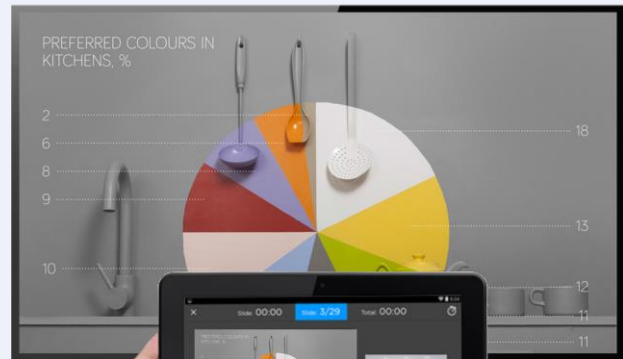 PREFERRED COLOURS IN
KITCHENS, %
2
6
8
9
10
18
13
12
11
11
Slide: 00:00
Slide: 3/29
Total: 00:00